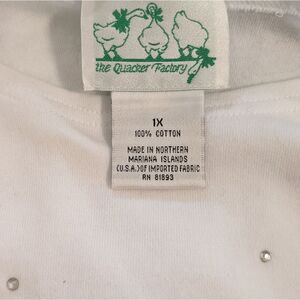 the Quacker Factory
1X
100% COTTON
MADE IN NORTHERN
MARIANA ISLANDS
(U.S.A.) OF IMPORTED FABRIC
RN 81693